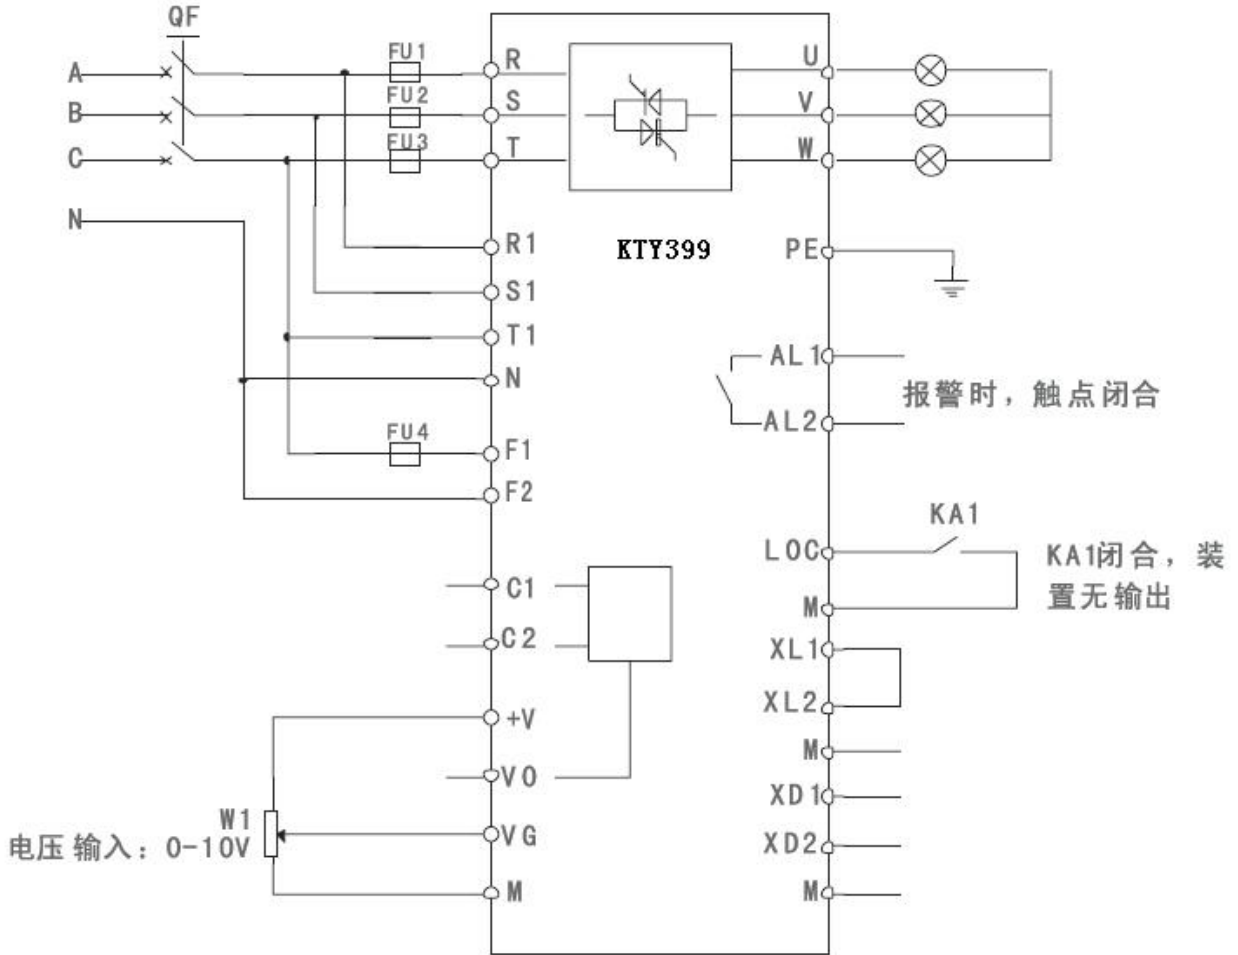 QF
A
B
C
N
FU1
FU2
FU3
FU4
R
S
T
R1
S1
T1
N
F1
F2
C1
C2
+V
VO
VG
M
W1
电压 输入：0-10V
KTY399
U
V
W
PE
AL1
AL2
报警时，触点闭合
LOC
KA1
M
KA1闭合，装
置无输出
XL1
XL2
M
XD1
XD2
M